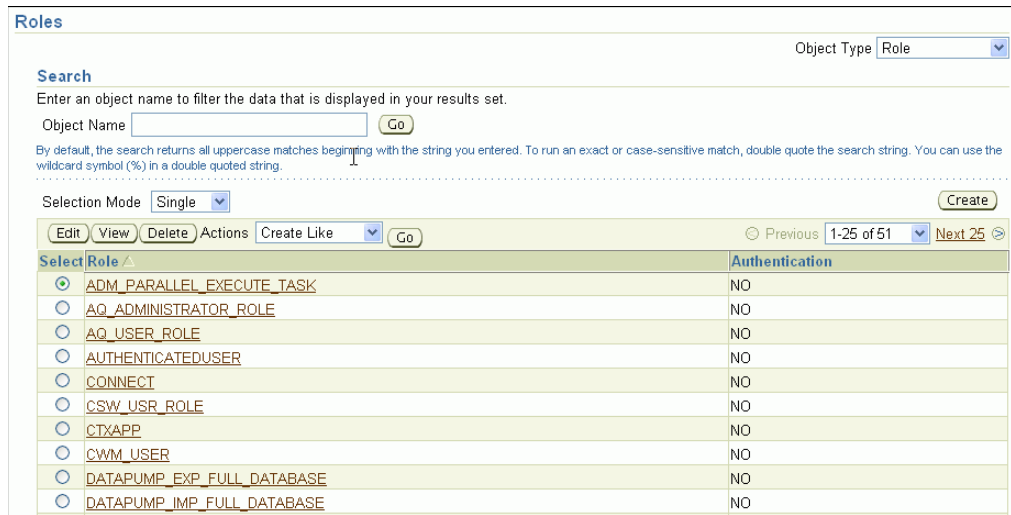 Roles
Object Type Role
Search
Enter an object name to filter the data that is displayed in your results set.
Object Name Go
By default, the search returns all uppercase matches beginning with the string you entered. To run an exact or case-sensitive match, double quote the search string. You can use the
wildcard symbol (%) in a double quoted string.
Selection Mode Single Create
Edit View Delete Actions Create Like Go Previous 1-25 of 51 Next 25
Select Role Authentication
ADM_PARALLEL_EXECUTE_TASK NO
AQ_ADMINISTRATOR_ROLE NO
AQ_USER_ROLE NO
AUTHENTICATEDUSER NO
CONNECT NO
CSW_USR_ROLE NO
CTXAPP NO
CWM_USER NO
DATAPUMP_EXP_FULL_DATABASE NO
DATAPUMP_IMP_FULL_DATABASE NO